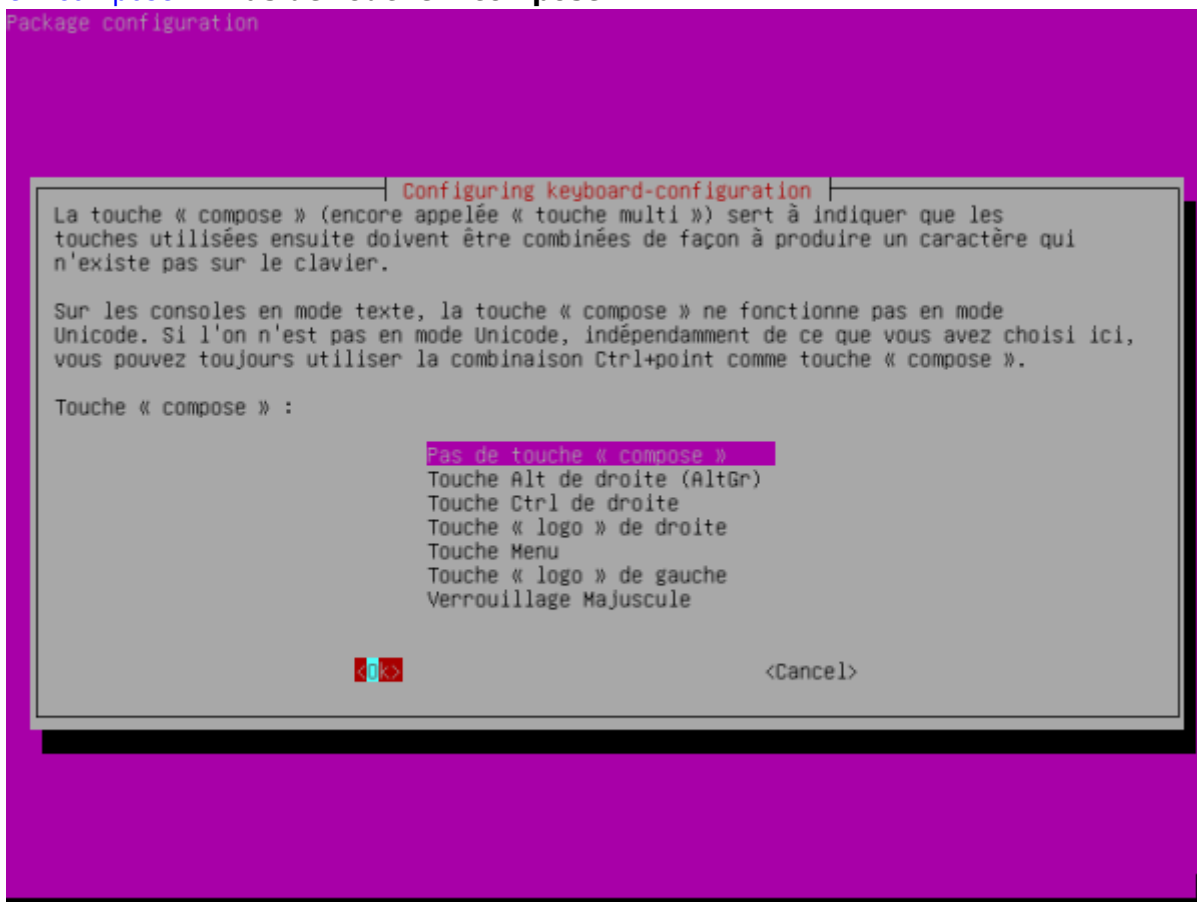 Package configuration
Configuring keyboard-configuration
La touche « compose » (encore appelée « touche multi ») sert à indiquer que les
touches utilisées ensuite doivent être combinées de façon à produire un caractère qui
n'existe pas sur le clavier.
Sur les consoles en mode texte, la touche « compose » ne fonctionne pas en mode
Unicode. Si l'on n'est pas en mode Unicode, indépendamment de ce que vous avez choisi ici,
vous pouvez toujours utiliser la combinaison Ctrl+point comme touche « compose ».
Touche « compose » :
Pas de touche « compose »
Touche Alt de droite (AltGr)
Touche Ctrl de droite
Touche « logo » de droite
Touche Menu
Touche « logo » de gauche
Verrouillage Majuscule
<Ok> <Cancel>